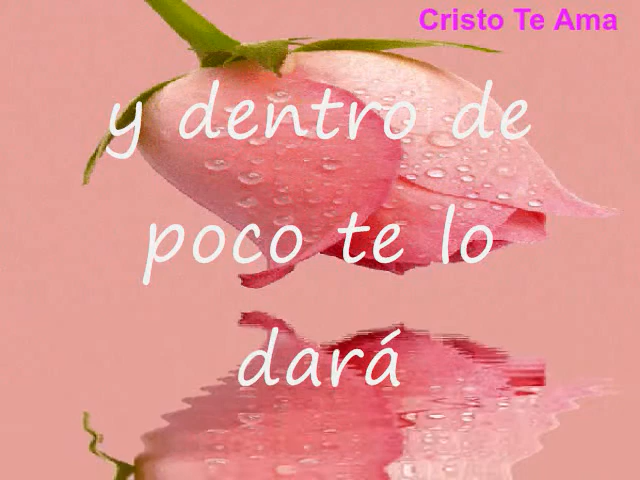 Cristo Te Ama
y dentro de
poco te lo
dará